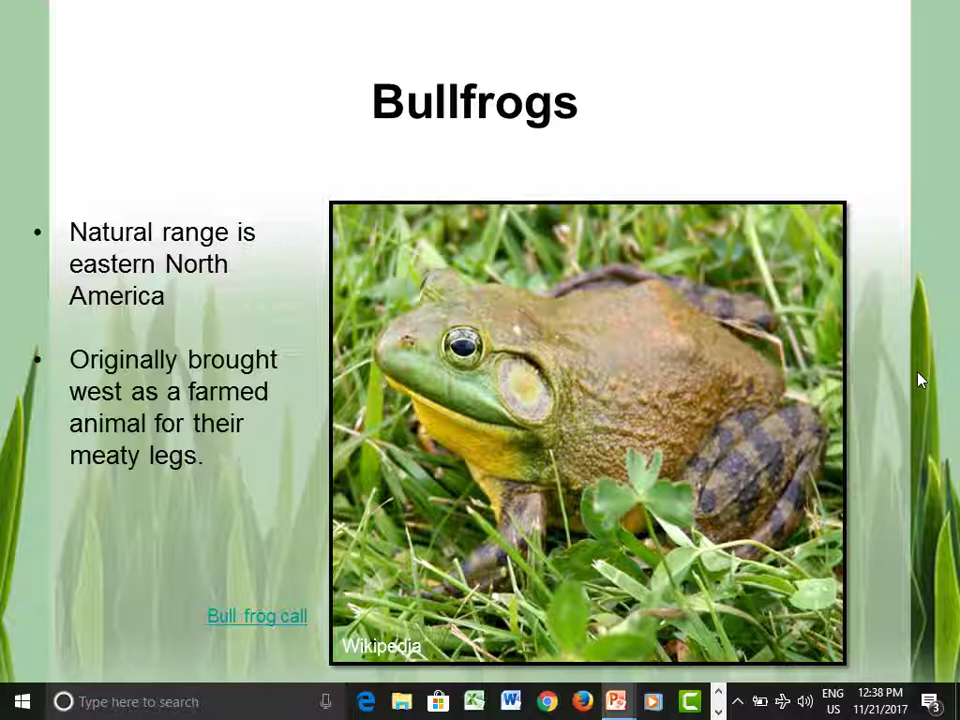 Bullfrogs
• Natural range is
eastern North
America
• Originally brought
west as a farmed
animal for their
meaty legs.
Bull frog call
Wikipedia
Type here to search
ENG
US
12:38 PM
11/21/2017
3